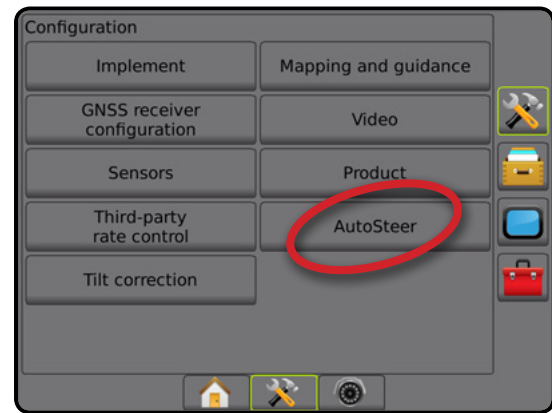 Configuration
Implement
Mapping and guidance
GNSS receiver
configuration
Video
Sensors
Product
Third-party
rate control
AutoSteer
Tilt correction